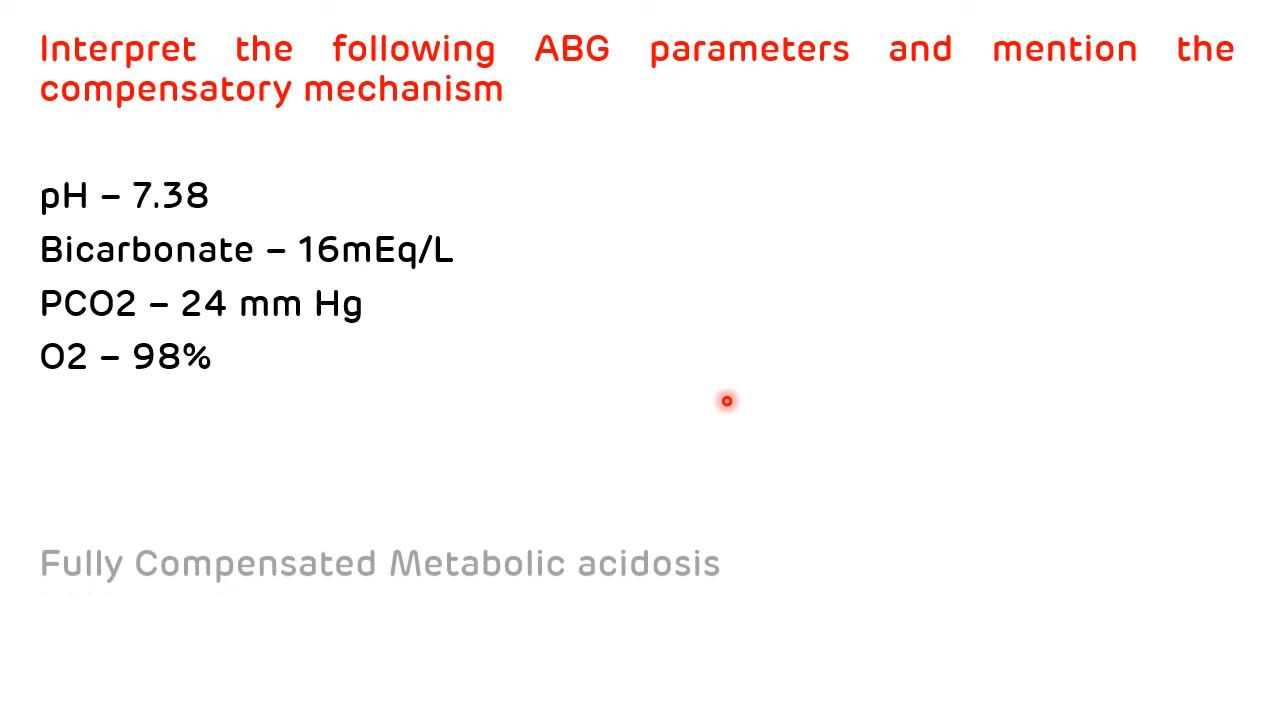 Interpret the following ABG parameters and mention the
compensatory mechanism
pH – 7.38
Bicarbonate – 16mEq/L
PCO2 – 24 mm Hg
O2 – 98%
Fully Compensated Metabolic acidosis